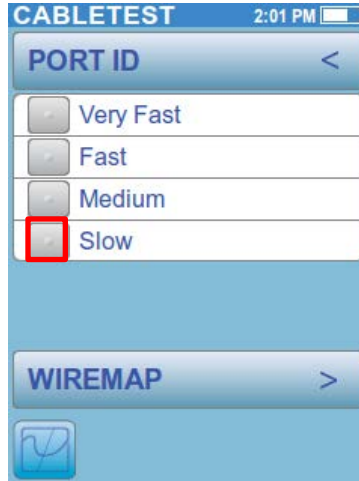 CABLETEST 2:01 PM
PORT ID <
Very Fast
Fast
Medium
Slow
WIREMAP >